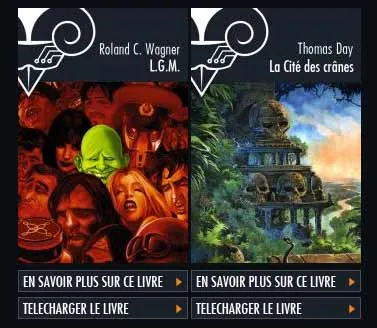 Roland C. Wagner
L.G.M.
Thomas Day
La Cité des crânes
EN SAVOIR PLUS SUR CE LIVRE
EN SAVOIR PLUS SUR CE LIVRE
TELECHARGER LE LIVRE
TELECHARGER LE LIVRE